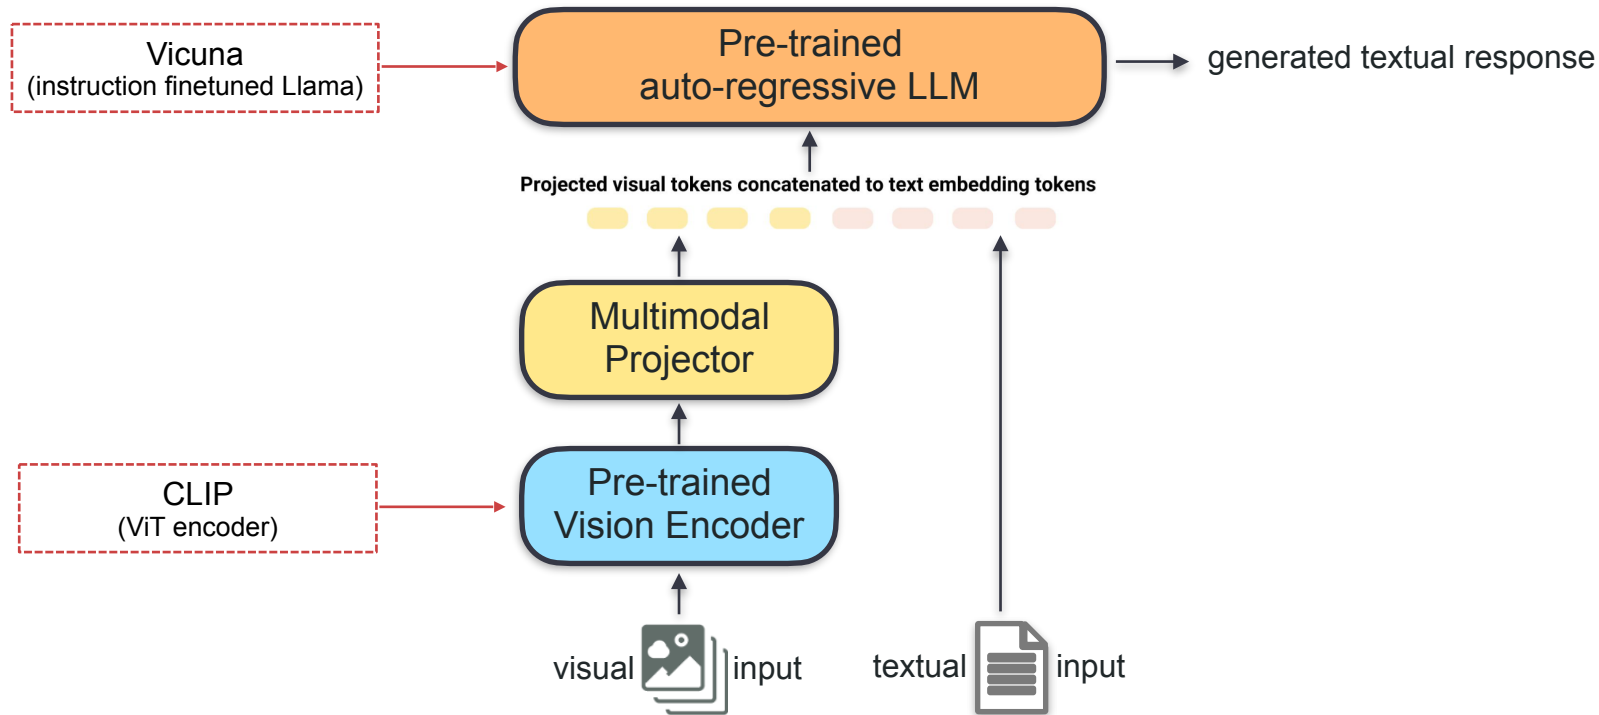 Vicuna
(instruction finetuned Llama)
Pre-trained
auto-regressive LLM
generated textual response
Projected visual tokens concatenated to text embedding tokens
Multimodal
Projector
CLIP
(ViT encoder)
Pre-trained
Vision Encoder
visual input
textual input